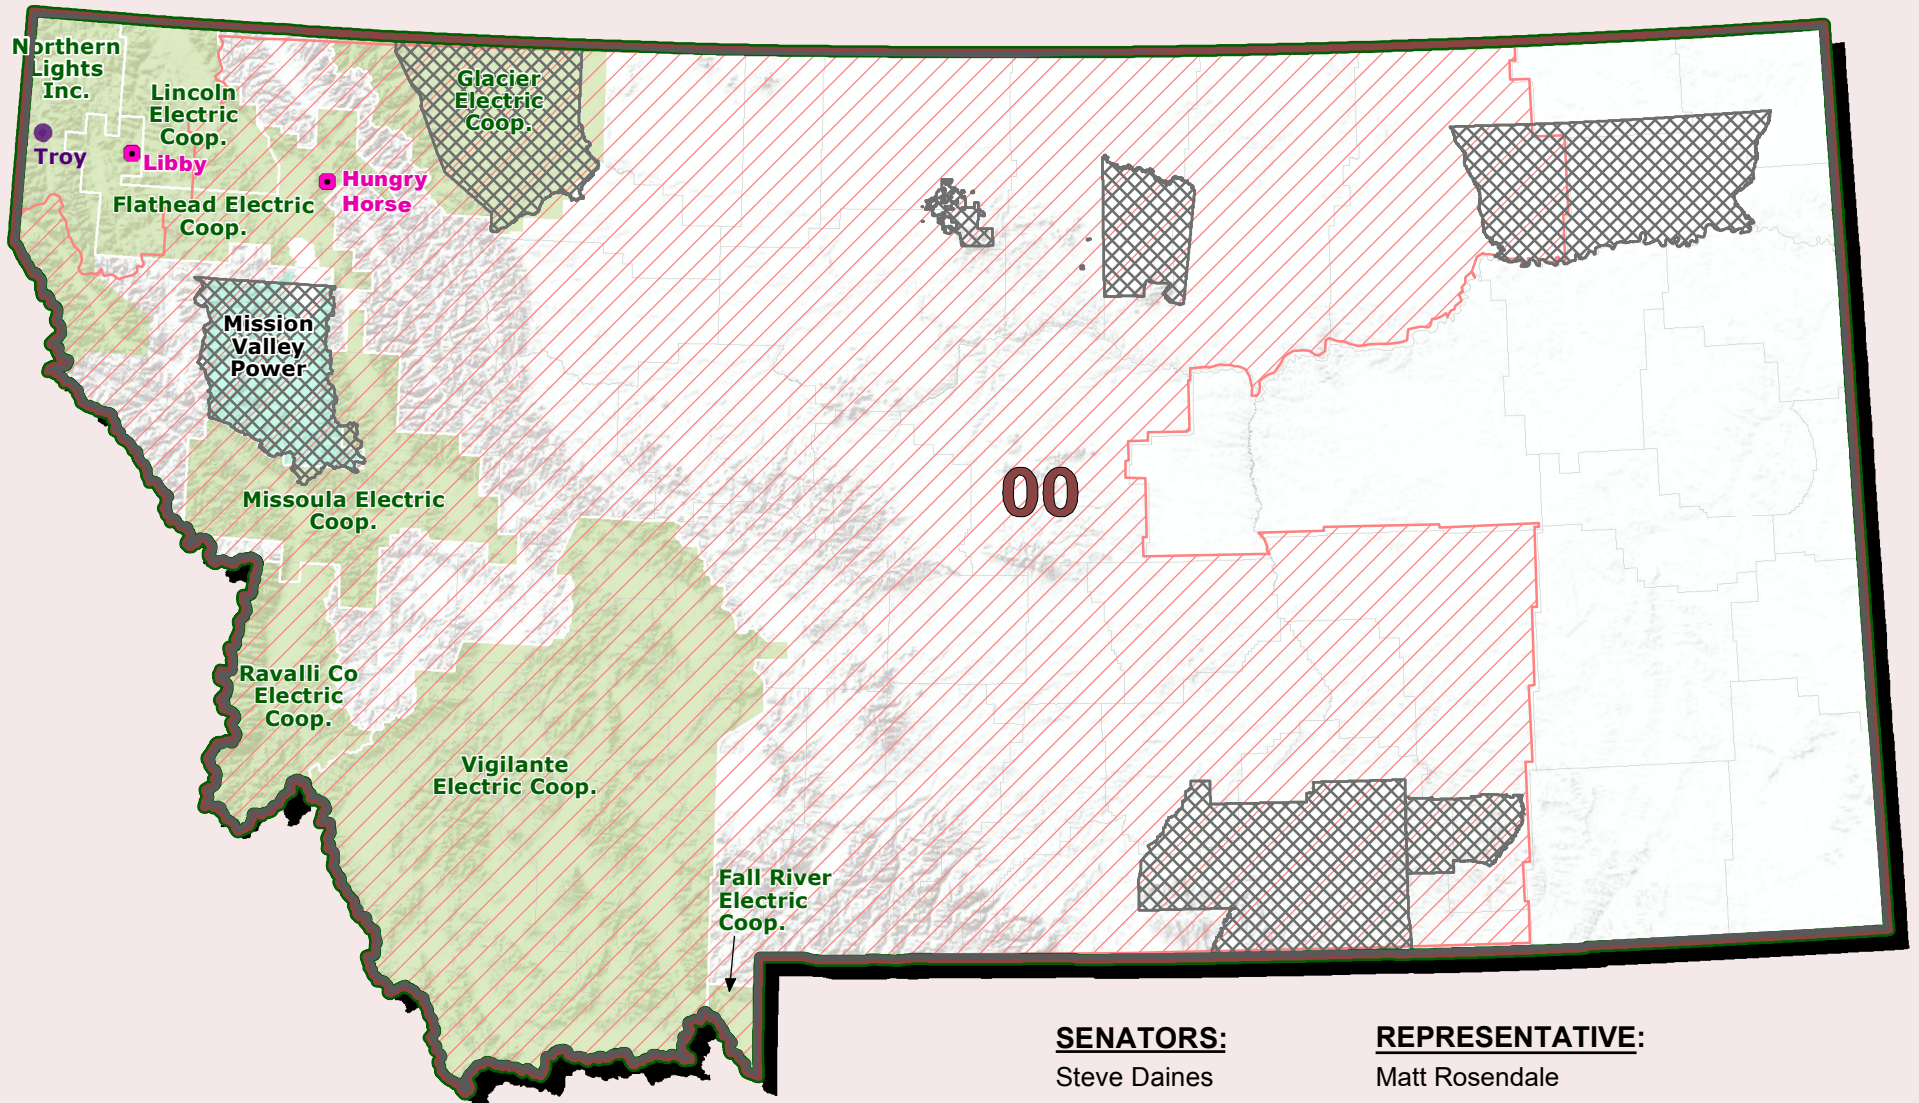 Northern
Lights
Inc.
Lincoln
Electric
Coop.
Glacier
Electric
Coop.
Troy
Libby
Hungry
Horse
Flathead Electric
Coop.
Mission
Valley
Power
00
Missoula Electric
Coop.
Ravalli Co
Electric
Coop.
Vigilante
Electric Coop.
Fall River
Electric
Coop.
SENATORS:
Steve Daines
REPRESENTATIVE:
Matt Rosendale